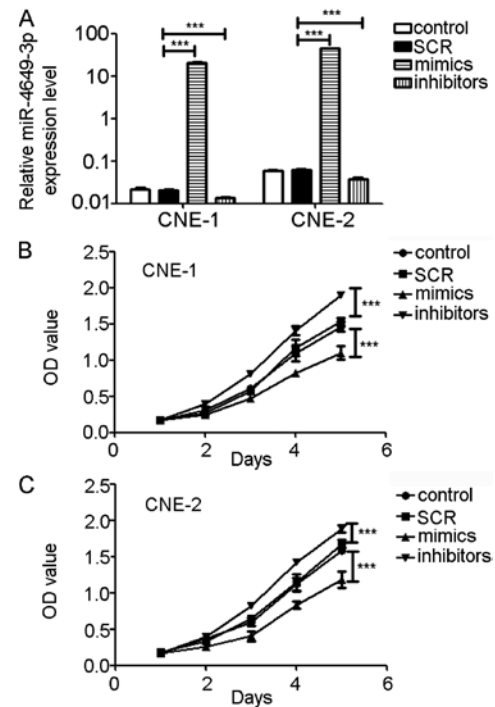 A
Relative miR-4649-3p
expression level
100
10
1
0.1
0.01
***
***
***
***
CNE-1
CNE-2
control
SCR
mimics
inhibitors
B
CNE-1
OD value
2.5
2.0
1.5
1.0
0.5
0.0
0
2
4
6
Days
control
SCR
mimics
inhibitors
***
***
C
CNE-2
OD value
2.5
2.0
1.5
1.0
0.5
0.0
0
2
4
6
Days
control
SCR
mimics
inhibitors
***
***